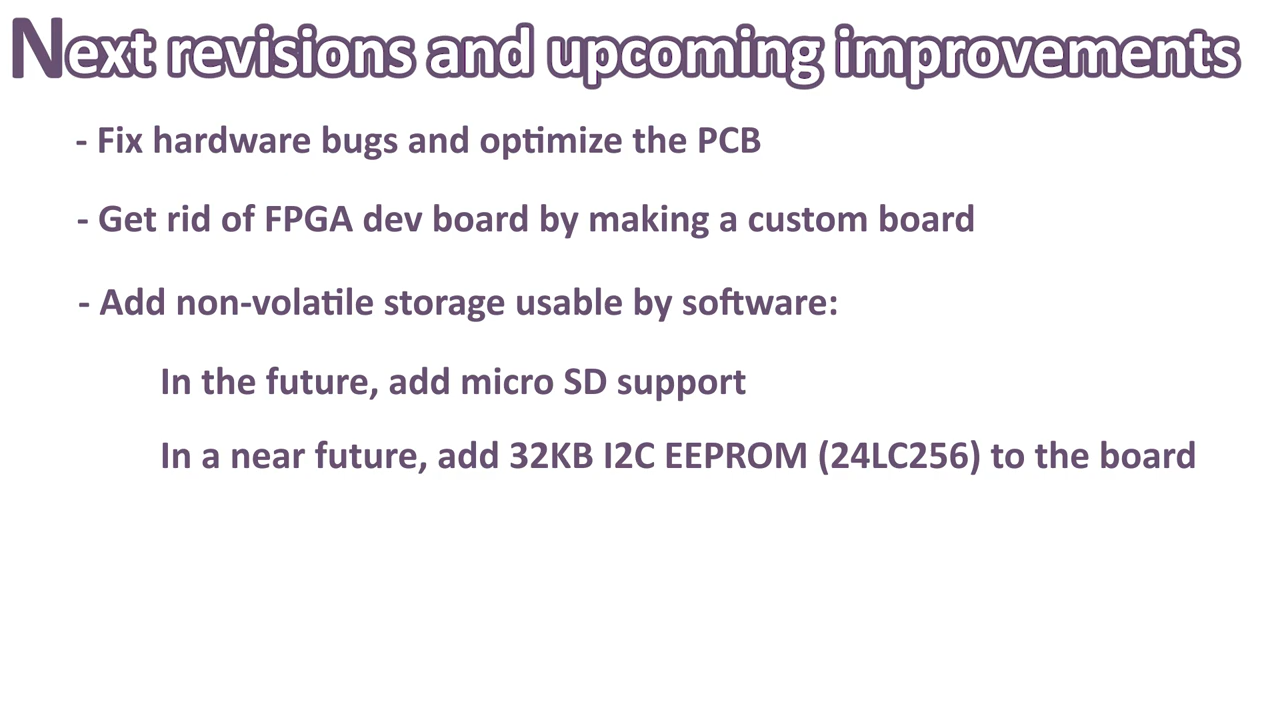 Next revisions and upcoming improvements
- Fix hardware bugs and optimize the PCB
- Get rid of FPGA dev board by making a custom board
- Add non-volatile storage usable by software:
In the future, add micro SD support
In a near future, add 32KB I2C EEPROM (24LC256) to the board